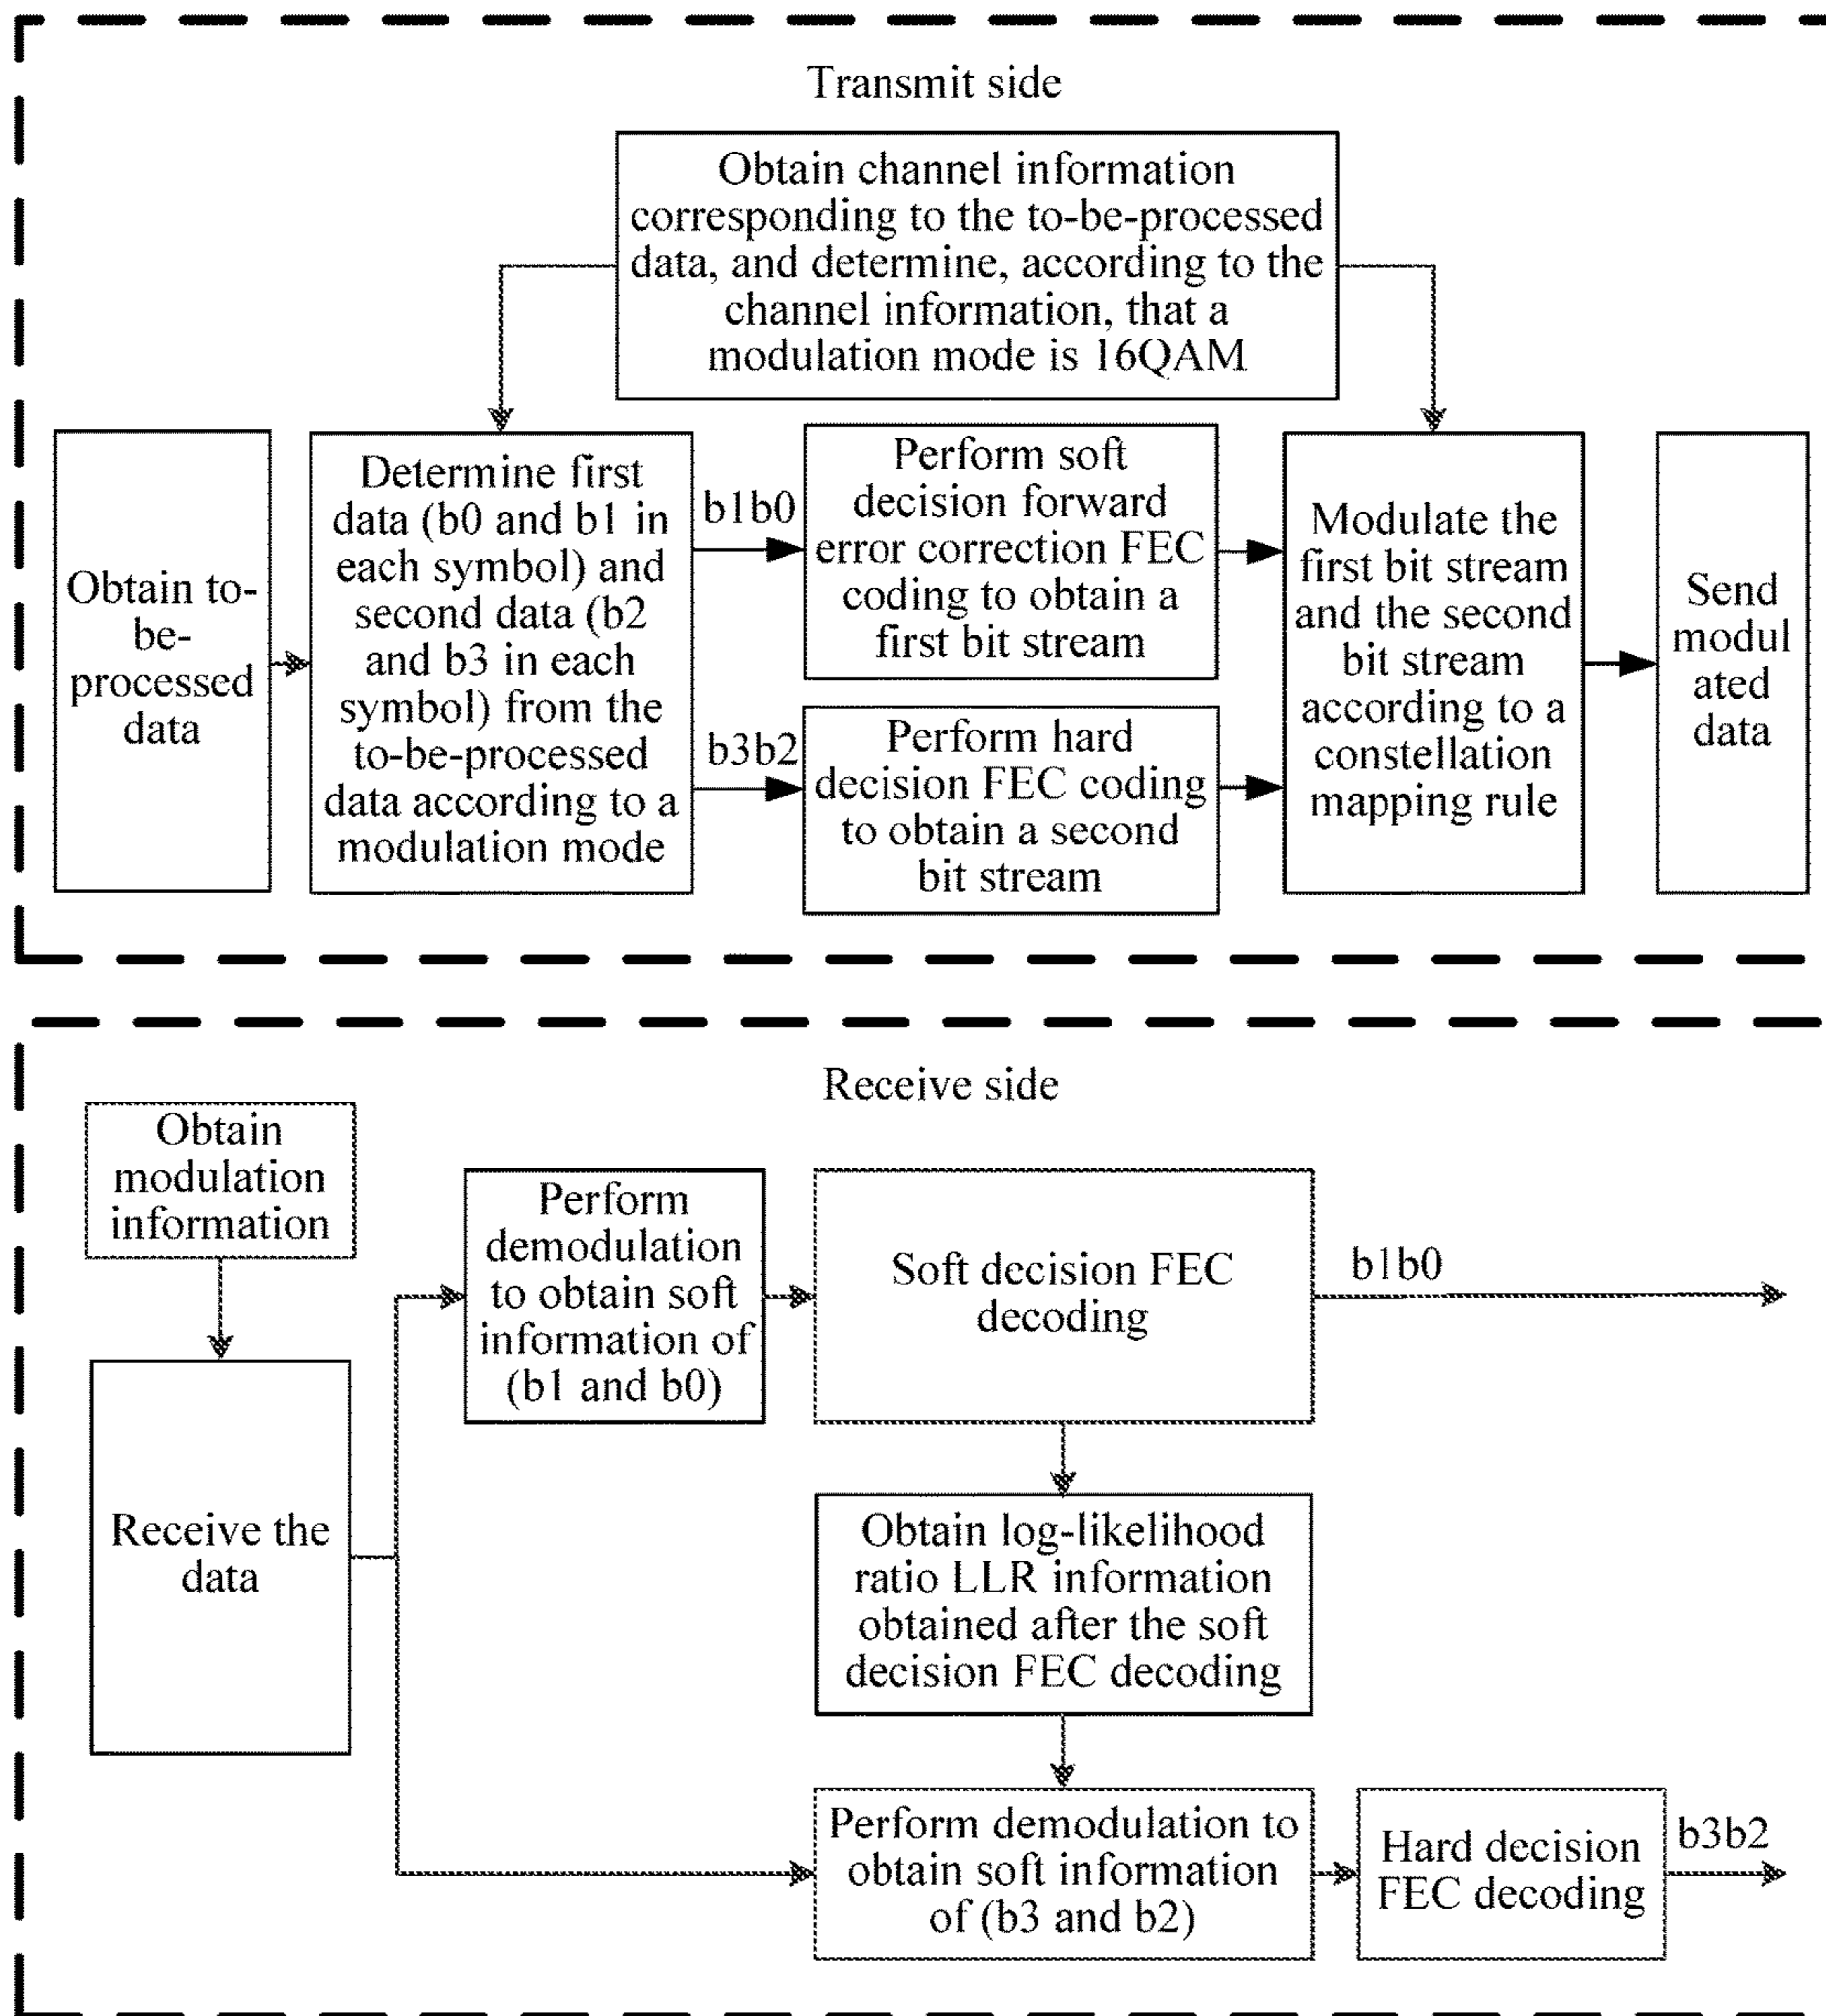 Transmit side
Obtain channel information
corresponding to the to-be-processed
data, and determine, according to the
channel information, that a
modulation mode is 16QAM
Obtain to-
be-
processed
data
Determine first
data (b0 and b1 in
each symbol) and
second data (b2
and b3 in each
symbol) from the
to-be-processed
data according to a
modulation mode
b1b0
b3b2
Perform soft
decision forward
error correction FEC
coding to obtain a
first bit stream
Perform hard
decision FEC coding
to obtain a second
bit stream
Modulate the
first bit stream
and the second
bit stream
according to a
constellation
mapping rule
Send
modul
ated
data
Receive side
Obtain
modulation
information
Receive the
data
Perform
demodulation
to obtain soft
information of
(b1 and b0)
Soft decision FEC
decoding
b1b0
Obtain log-likelihood
ratio LLR information
obtained after the soft
decision FEC decoding
Perform demodulation to
obtain soft information
of (b3 and b2)
Hard decision
FEC decoding
b3b2